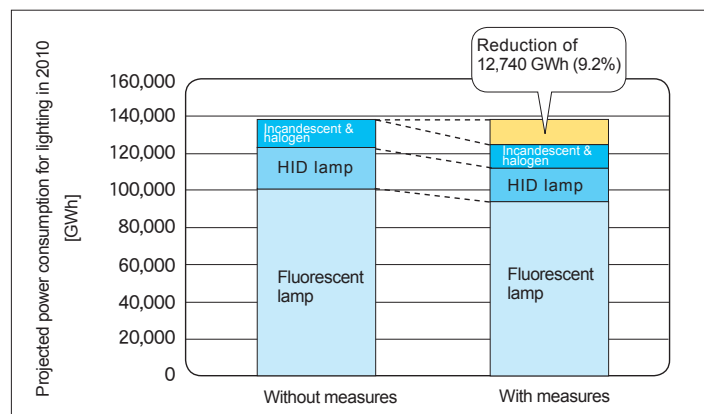 Projected power consumption for lighting in 2010
[GWh]
160,000
140,000
120,000
100,000
80,000
60,000
40,000
20,000
0
Reduction of
12,740 GWh (9.2%)
Incandescent &
halogen
HID lamp
Fluorescent
lamp
Incandescent &
halogen
HID lamp
Fluorescent
lamp
Without measures
With measures